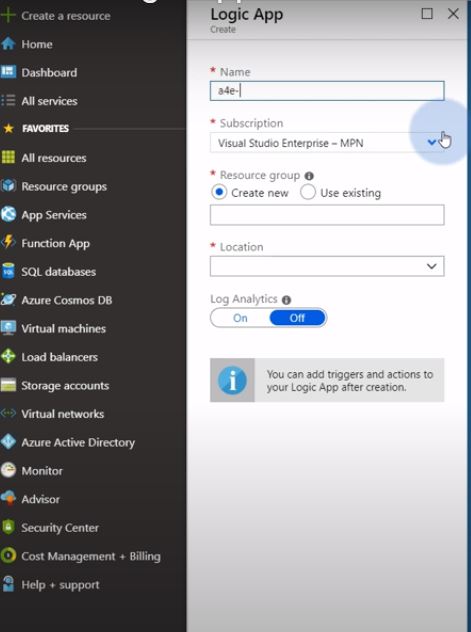 Create a resource
Home
Dashboard
All services
FAVORITES
All resources
Resource groups
App Services
Function App
SQL databases
Azure Cosmos DB
Virtual machines
Load balancers
Storage accounts
Virtual networks
Azure Active Directory
Monitor
Advisor
Security Center
Cost Management + Billing
Help + support
Logic App
Create
* Name
a4e-
* Subscription
Visual Studio Enterprise – MPN
* Resource group
Create new Use existing
* Location
Log Analytics
On Off
You can add triggers and actions to
your Logic App after creation.